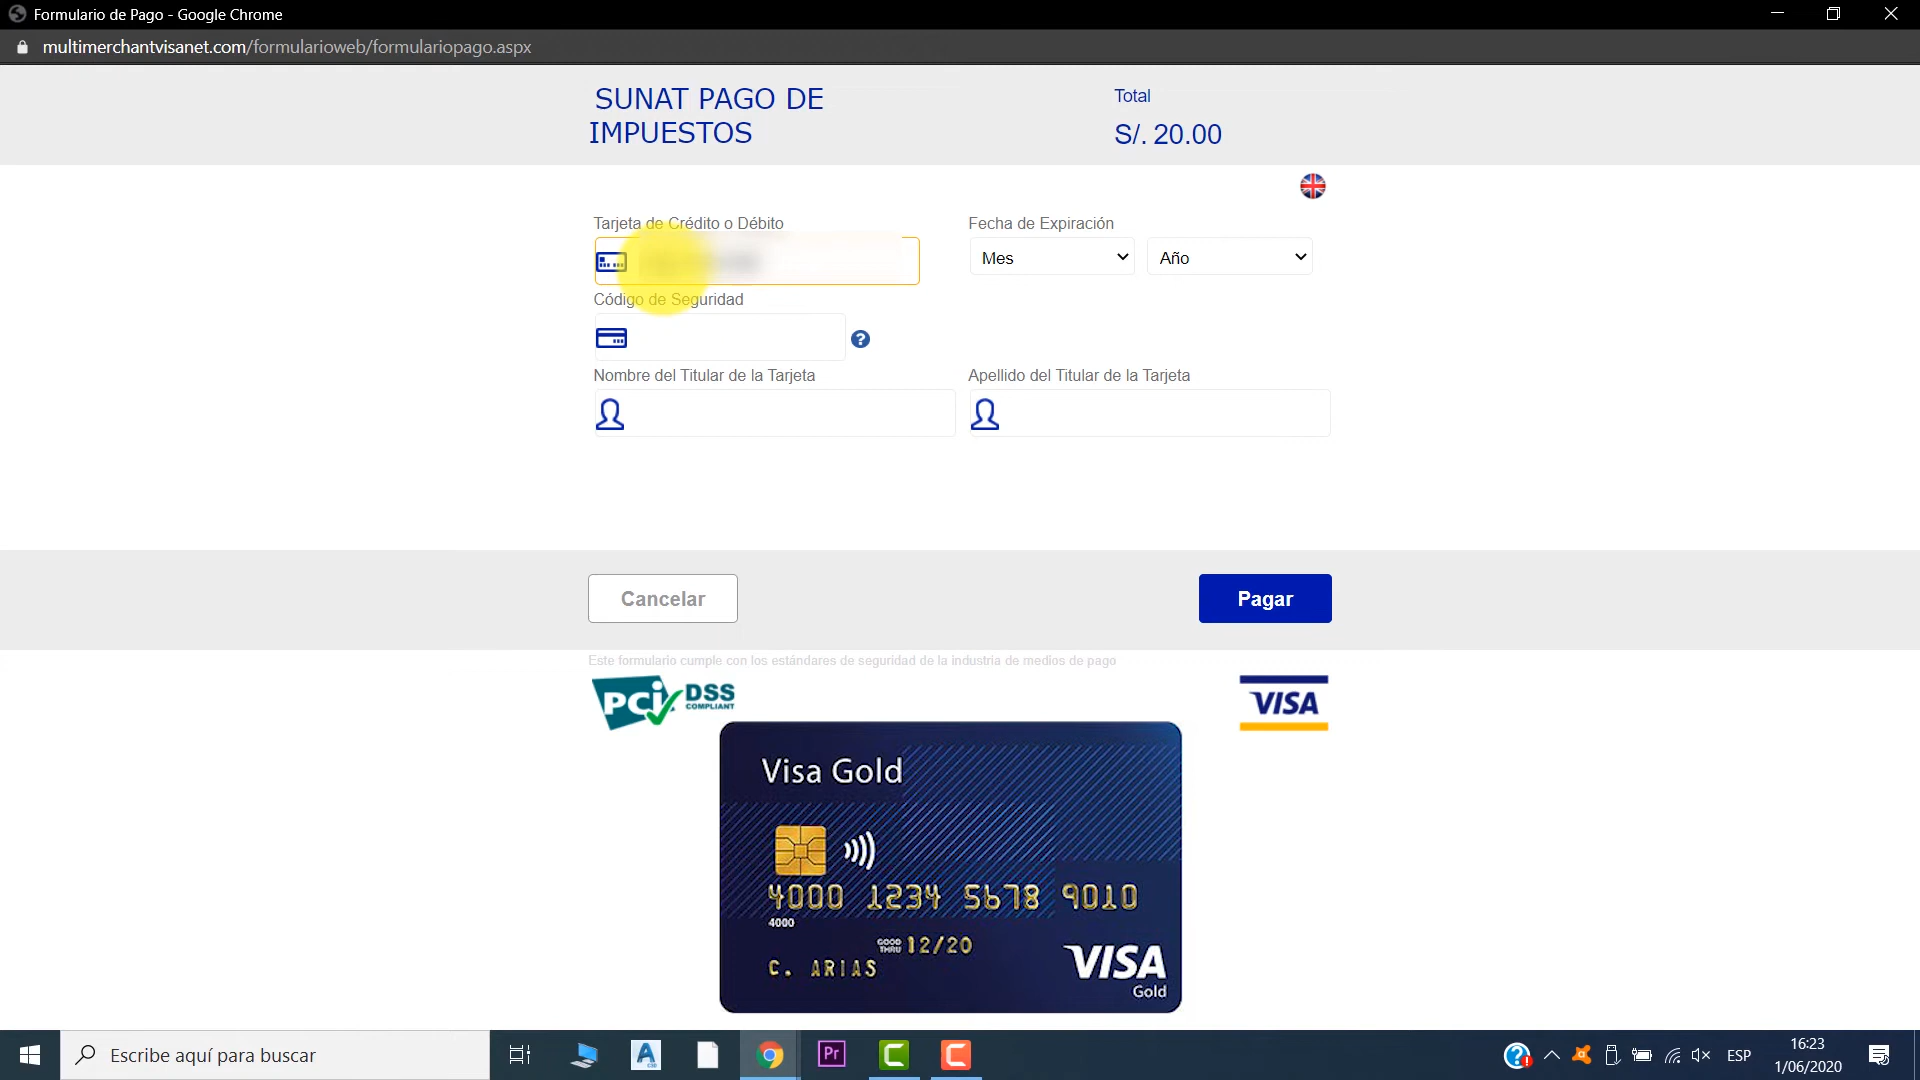 Formulario de Pago - Google Chrome
multimerchantvisanet.com/formularioweb/formulariopago.aspx
SUNAT PAGO DE
IMPUESTOS
Total
S/. 20.00
Tarjeta de Crédito o Débito
Fecha de Expiración
Mes
Año
Código de Seguridad
?
Nombre del Titular de la Tarjeta
Apellido del Titular de la Tarjeta
Cancelar
Pagar
Este formulario cumple con los estándares de seguridad de la industria de medios de pago
PCi DSS
COMPLIANT
VISA
Visa Gold
4000 1234 5678 9010
4000
GOOD THRU 12/20
C. ARIAS
VISA
Gold
Escribe aquí para buscar
A
Pr
C
C
?
ESP
16:23
1/06/2020